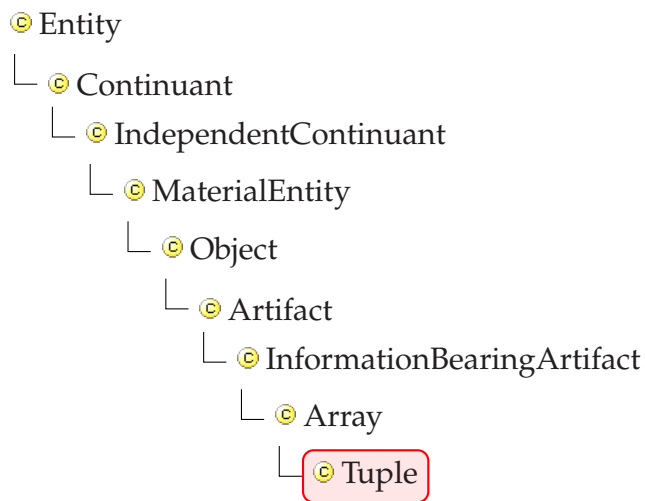 Entity
Continuant
IndependentContinuant
MaterialEntity
Object
Artifact
InformationBearingArtifact
Array
Tuple